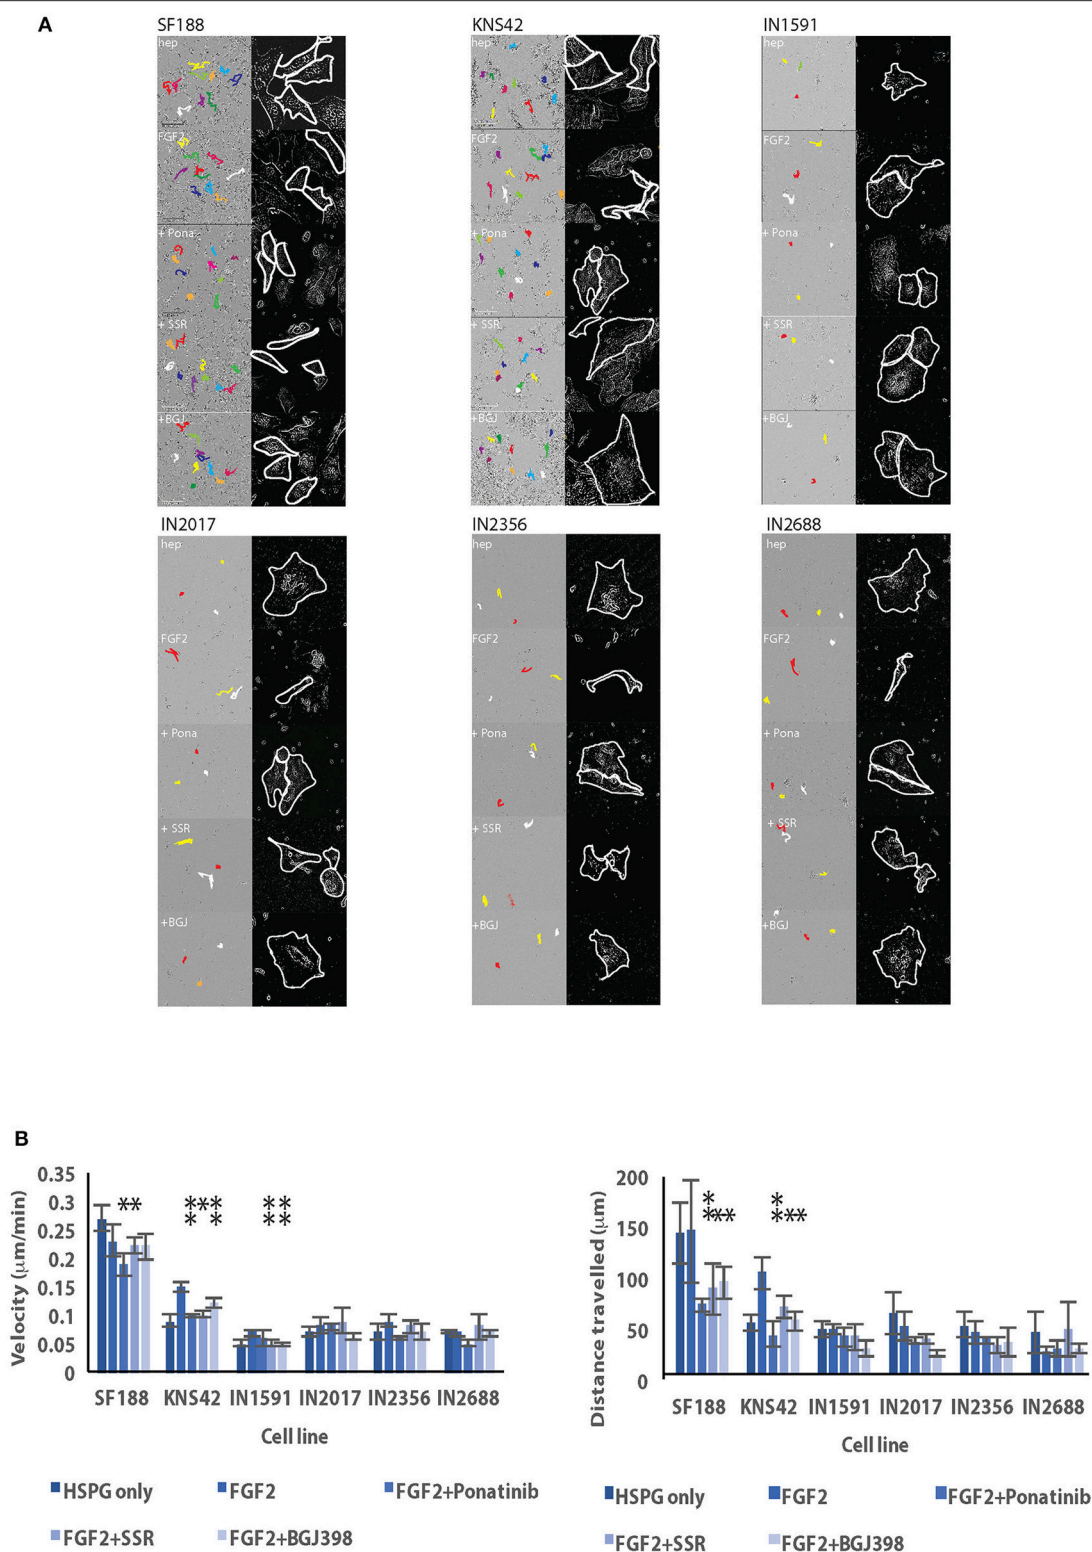 A
SF188 KNS42 IN1591
hep hep hep
FGF2 FGF2 FGF2
+ Pona + Pona + Pona
+ SSR + SSR + SSR
+BGJ +BGJ +BGJ
IN2017 IN2356 IN2688
hep hep hep
FGF2 FGF2 FGF2
+ Pona + Pona + Pona
+ SSR + SSR + SSR
+BGJ +BGJ +BGJ
B
Velocity (µm/min)
0.35
0.3
0.25
0.2
0.15
0.1
0.05
0
** *** ** ** **
SF188 KNS42 IN1591 IN2017 IN2356 IN2688
Cell line
HSPG only FGF2 FGF2+Ponatinib
FGF2+SSR FGF2+BGJ398
Distance travelled (µm)
200
150
100
50
0
* *
*** ***
SF188 KNS42 IN1591 IN2017 IN2356 IN2688
Cell line
HSPG only FGF2 FGF2+Ponatinib
FGF2+SSR FGF2+BGJ398